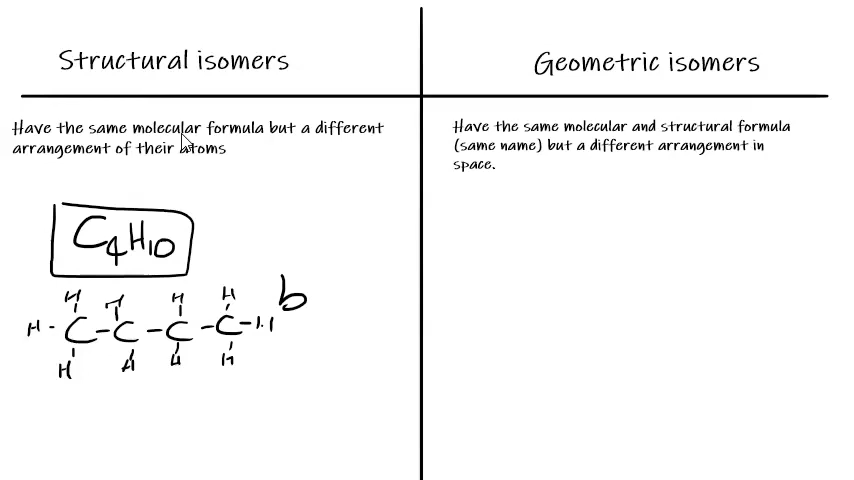 Structural isomers
Geometric isomers
Have the same molecular formula but a different
arrangement of their atoms
Have the same molecular and structural formula
(same name) but a different arrangement in
space.
C4H10
b
H H H H
H - C - C - C - C - H
H H H H